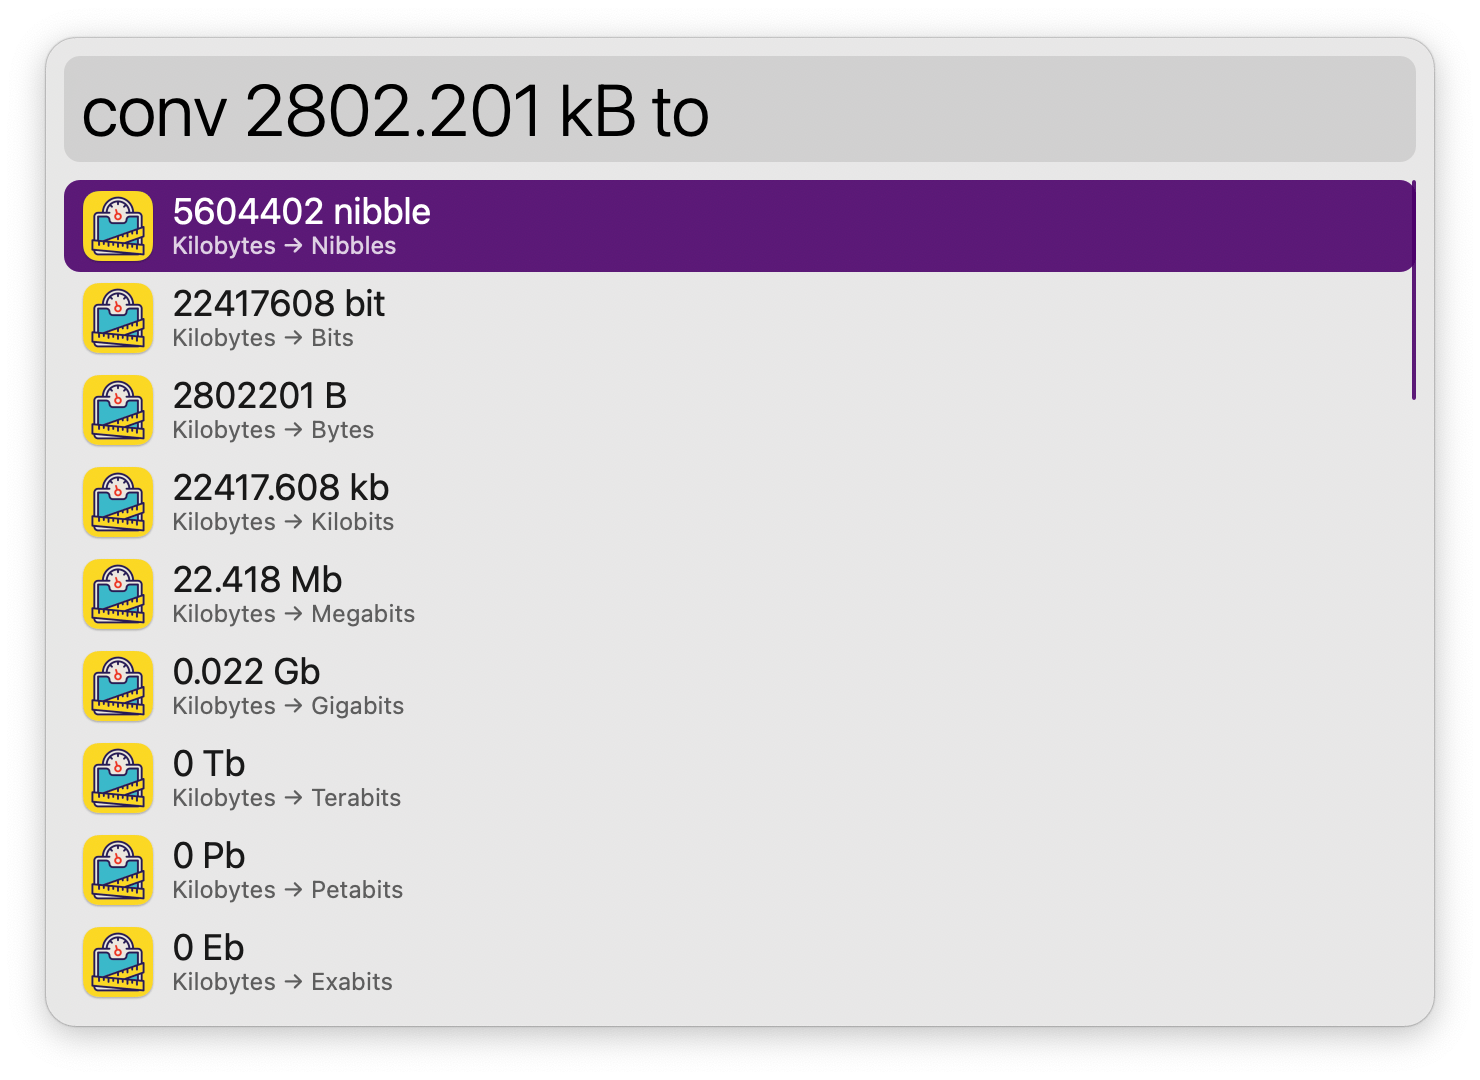 conv 2802.201 kB to
5604402 nibble
Kilobytes → Nibbles
22417608 bit
Kilobytes → Bits
2802201 B
Kilobytes → Bytes
22417.608 kb
Kilobytes → Kilobits
22.418 Mb
Kilobytes → Megabits
0.022 Gb
Kilobytes → Gigabits
0 Tb
Kilobytes → Terabits
0 Pb
Kilobytes → Petabits
0 Eb
Kilobytes → Exabits